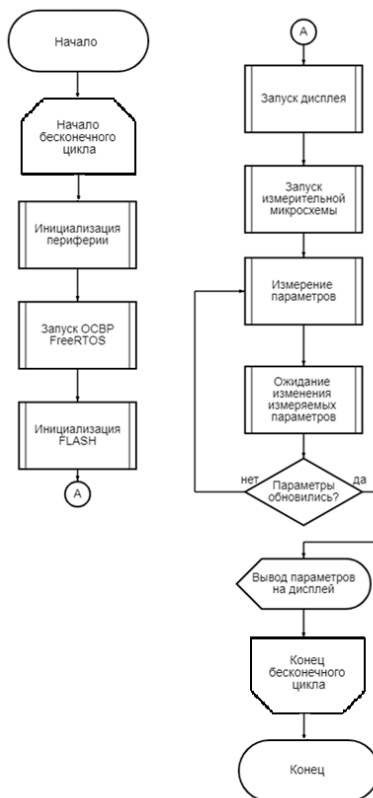 Начало
Начало
бесконечного
цикла
Инициализация
периферии
Запуск ОСВР
FreeRTOS
Инициализация
FLASH
А
А
Запуск дисплея
Запуск
измерительной
микросхемы
Измерение
параметров
Ожидание
изменения
измеряемых
параметров
нет
Параметры
обновились?
да
Вывод параметров
на дисплей
Конец
бесконечного
цикла
Конец